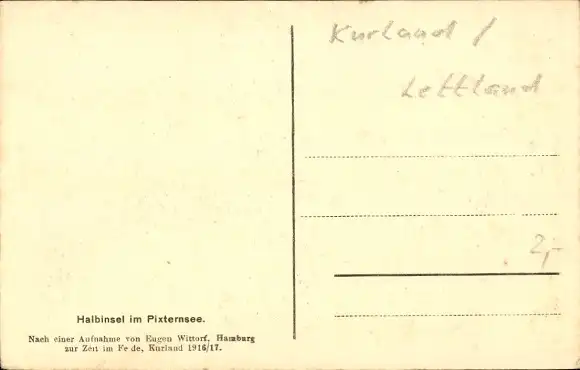 Kurland /
Lettland
2,-
Halbinsel im Pixternsee.
Nach einer Aufnahme von Eugen Wittorf, Hamburg
zur Zeit im Felde, Kurland 1916/17.